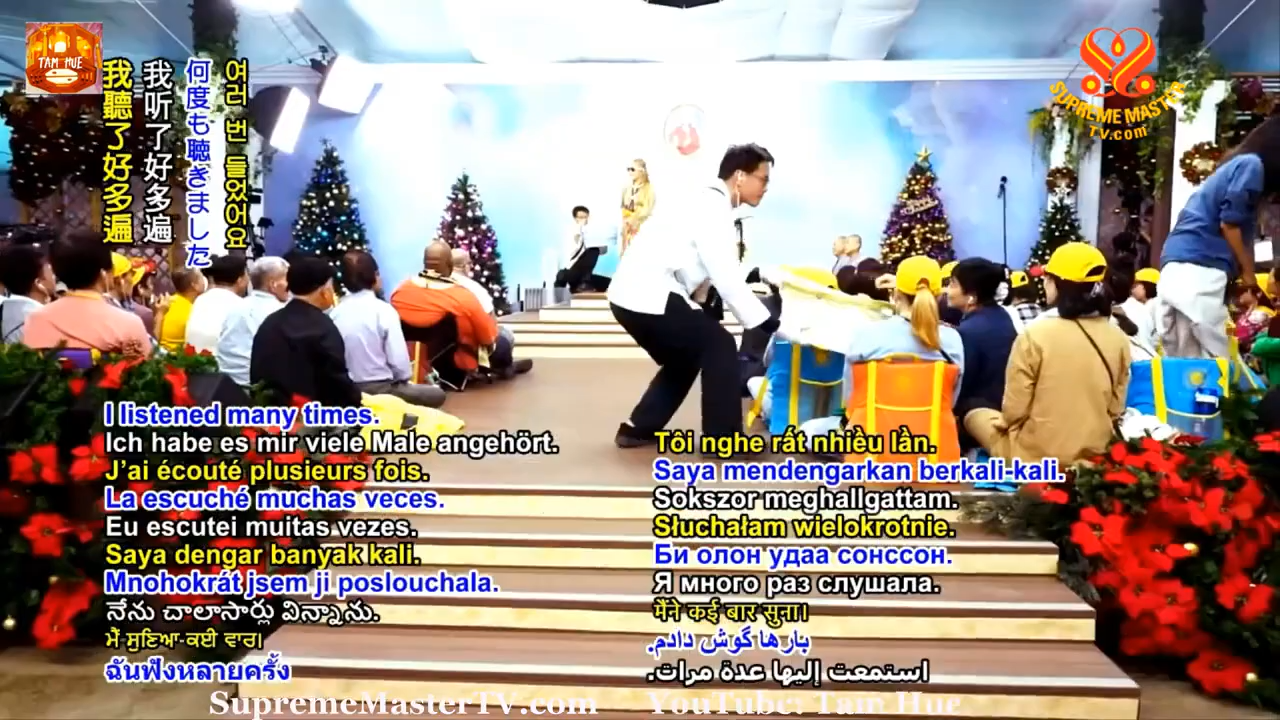 TAM HUE
SUPREME MASTER
TV.com
여러 번 들었어요
何度も聴ぎました
我听了好多遍
我聽了好多遍
I listened many times.
Ich habe es mir viele Male angehört.
J’ai écouté plusieurs fois.
La escuché muchas veces.
Eu escutei muitas vezes.
Saya dengar banyak kali.
Mnohokrát jsem ji poslouchala.
నేను చాలాసార్లు విన్నాను.
ਮੈਂ ਸੁਣਿਆ ਕਈ ਵਾਰ।
ฉันฟังหลายครั้ง
Tôi nghe rất nhiều lần.
Saya mendengarkan berkali-kali.
Sokszor meghallgattam.
Słuchałam wielokrotnie.
Би олон удаа сонссон.
Я много раз слушала.
मैंने कई बार सुना।
بارها گوش دادم.
استمعت إليها عدة مرات.
SupremeMasterTV.com YouTube: Tam Hue